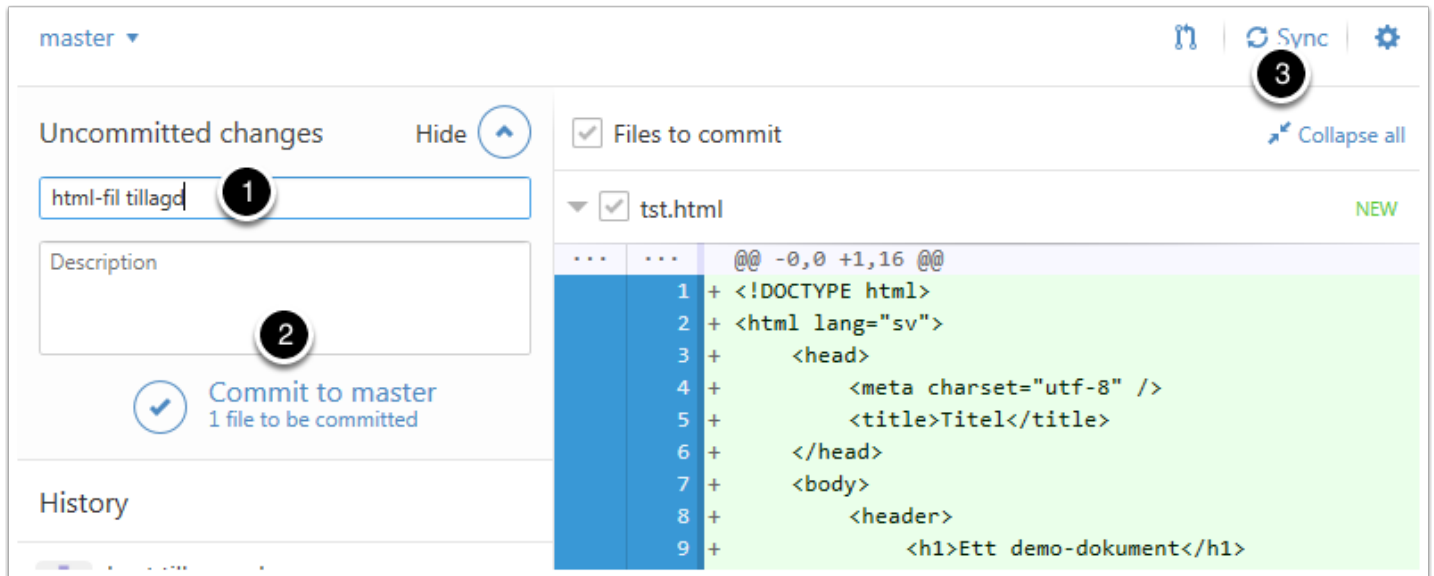 master
Sync
3
Uncommitted changes
Hide
html-fil tillagd
1
Description
2
Commit to master
1 file to be committed
History
Files to commit
Collapse all
tst.html
NEW
... ... @@ -0,0 +1,16 @@
1 + <!DOCTYPE html>
2 + <html lang="sv">
3 + <head>
4 + <meta charset="utf-8" />
5 + <title>Titel</title>
6 + </head>
7 + <body>
8 + <header>
9 + <h1>Ett demo-dokument</h1>